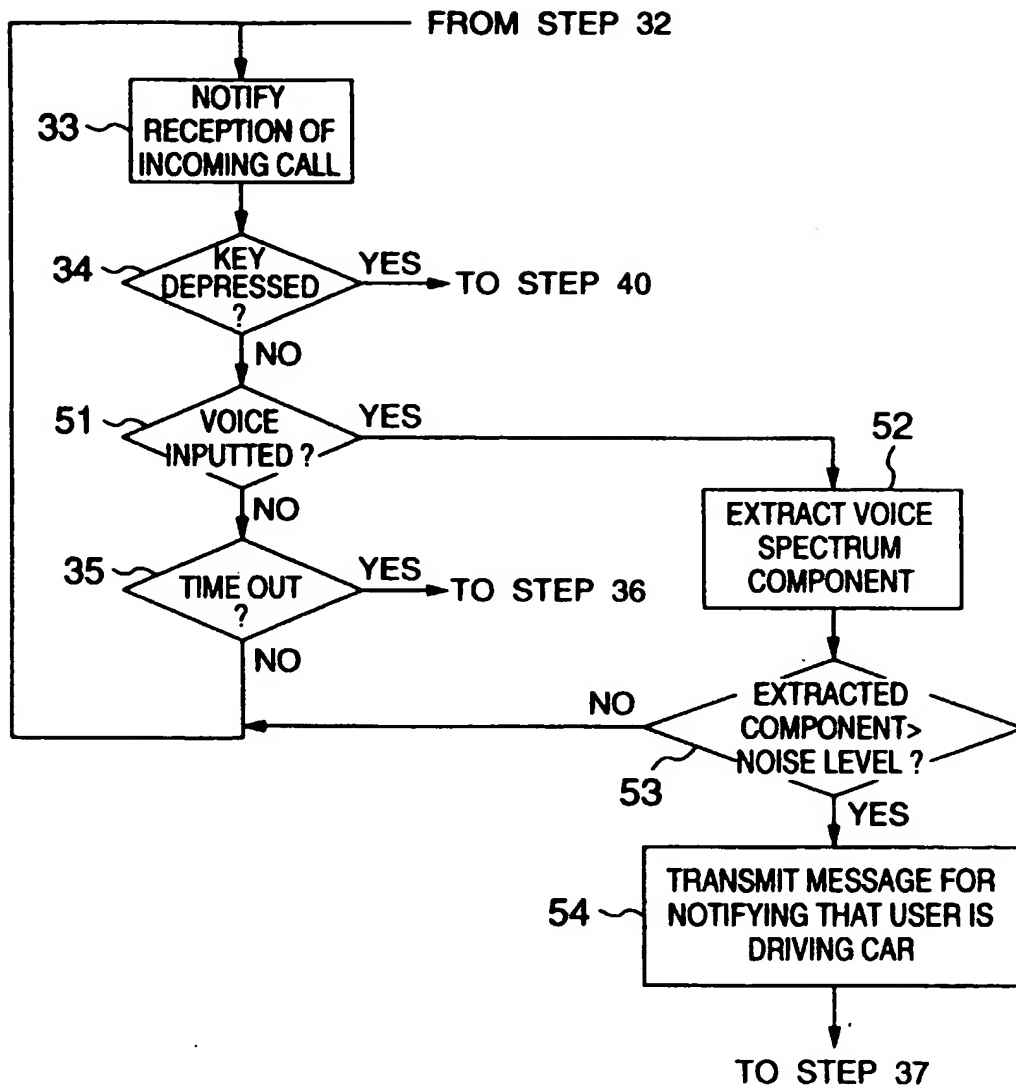 FROM STEP 32
33
NOTIFY
RECEPTION OF
INCOMING CALL
34
KEY
DEPRESSED
?
YES
TO STEP 40
NO
51
VOICE
INPUTTED ?
YES
NO
52
EXTRACT VOICE
SPECTRUM
COMPONENT
35
TIME OUT
?
YES
TO STEP 36
NO
53
EXTRACTED
COMPONENT>
NOISE LEVEL ?
NO
YES
54
TRANSMIT MESSAGE FOR
NOTIFYING THAT USER IS
DRIVING CAR
TO STEP 37